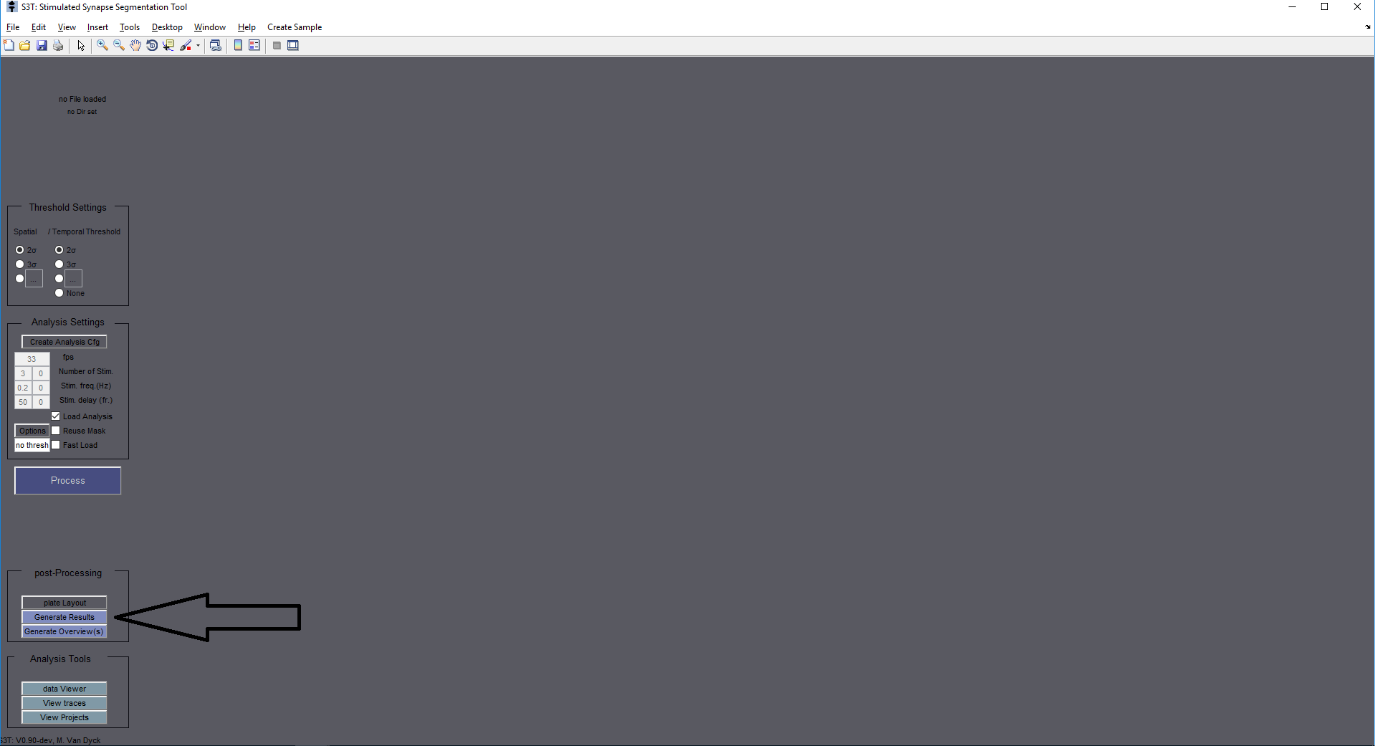 S3T: Stimulated Synapse Segmentation Tool
File Edit View Insert Tools Desktop Window Help Create Sample
no File loaded
no Dir set
Threshold Settings
Spatial / Temporal Threshold
2σ 2σ
3σ 3σ
... ...
None
Analysis Settings
Create Analysis Cfg
33 fps
3 0 Number of Stim.
0.2 0 Stim. freq.(Hz)
50 0 Stim. delay (fr.)
Load Analysis
Options Reuse Mask
no thresh Fast Load
Process
post-Processing
plate Layout
Generate Results
Generate Overview(s)
Analysis Tools
data Viewer
View traces
View Projects
S3T: V0.90-dev, M. Van Dyck